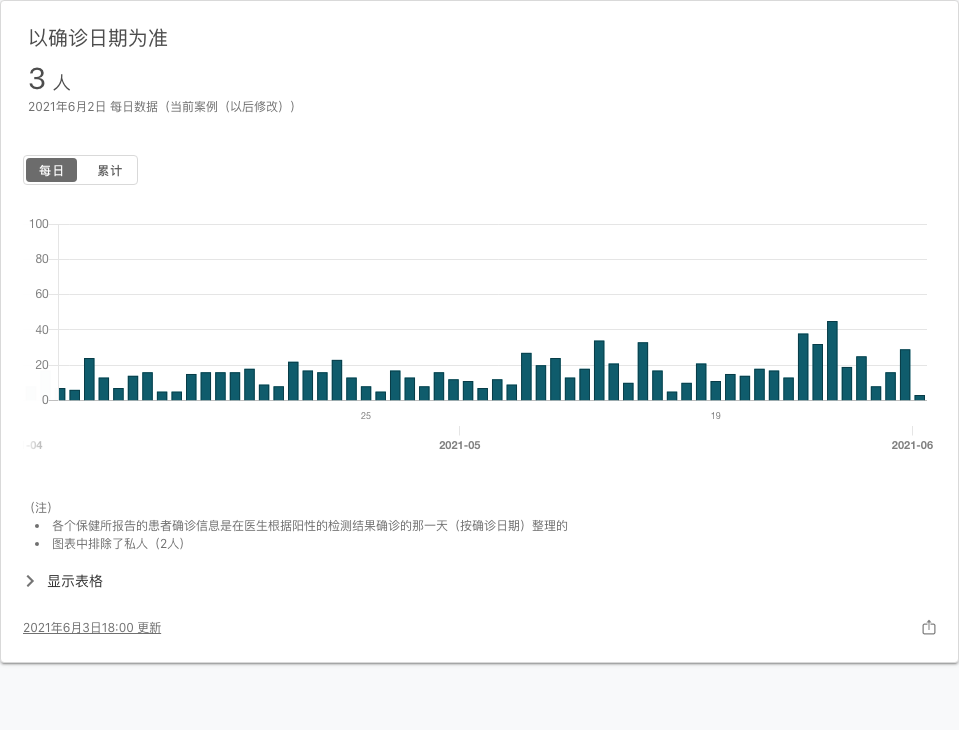 以确诊日期为准
3 人
2021年6月2日 每日数据（当前案例（以后修改））
每日 累计
100
80
60
40
20
0
25 19
-04 2021-05 2021-06
（注）
• 各个保健所报告的患者确诊信息是在医生根据阳性的检测结果确诊的那一天（按确诊日期）整理的
• 图表中排除了私人（2人）
显示表格
2021年6月3日18:00 更新